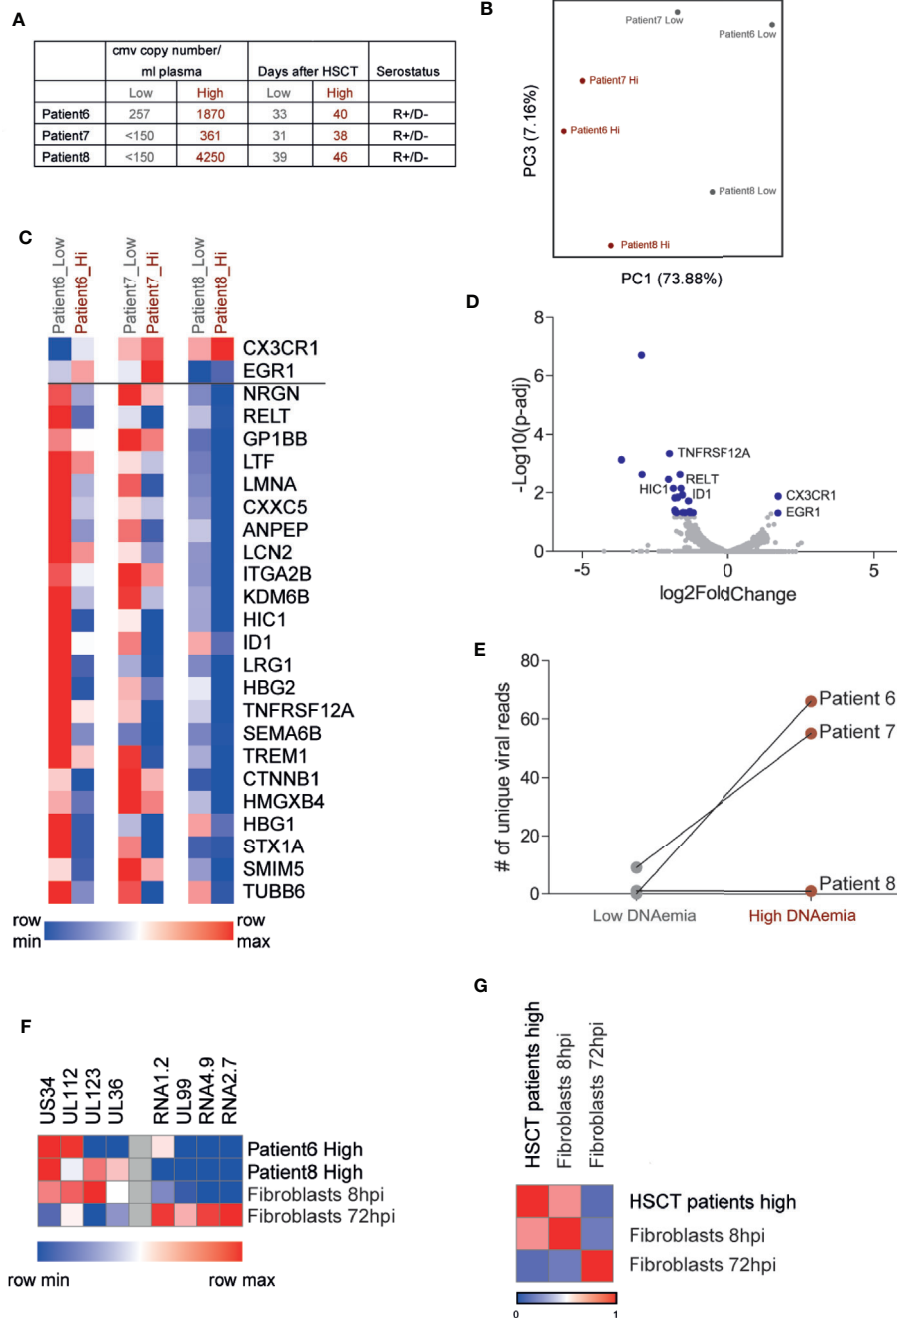 A
cmv copy number/
ml plasma
Days after HSCT
Serostatus
Low
High
Low
High
Patient6
257
1870
33
40
R+/D-
Patient7
<150
361
31
38
R+/D-
Patient8
<150
4250
39
46
R+/D-
B
Patient7 Low
Patient6 Low
Patient7 Hi
Patient6 Hi
Patient8 Low
Patient8 Hi
PC3 (7.16%)
PC1 (73.88%)
C
Patient6_Low
Patient6_Hi
Patient7_Low
Patient7_Hi
Patient8_Low
Patient8_Hi
CX3CR1
EGR1
NRGN
RELT
GP1BB
LTF
LMNA
CXXC5
ANPEP
LCN2
ITGA2B
KDM6B
HIC1
ID1
LRG1
HBG2
TNFRSF12A
SEMA6B
TREM1
CTNNB1
HMGXB4
HBG1
STX1A
SMIM5
TUBB6
row
min
row
max
D
8
6
4
2
0
-Log10(p-adj)
TNFRSF12A
RELT
HIC1
ID1
CX3CR1
EGR1
-5
0
5
log2FoldChange
E
80
60
40
20
0
# of unique viral reads
Patient 6
Patient 7
Patient 8
Low DNAemia
High DNAemia
F
US34
UL112
UL123
UL36
RNA1.2
UL99
RNA4.9
RNA2.7
Patient6 High
Patient8 High
Fibroblasts 8hpi
Fibroblasts 72hpi
row min
row max
G
HSCT patients high
Fibroblasts 8hpi
Fibroblasts 72hpi
HSCT patients high
Fibroblasts 8hpi
Fibroblasts 72hpi
0
1